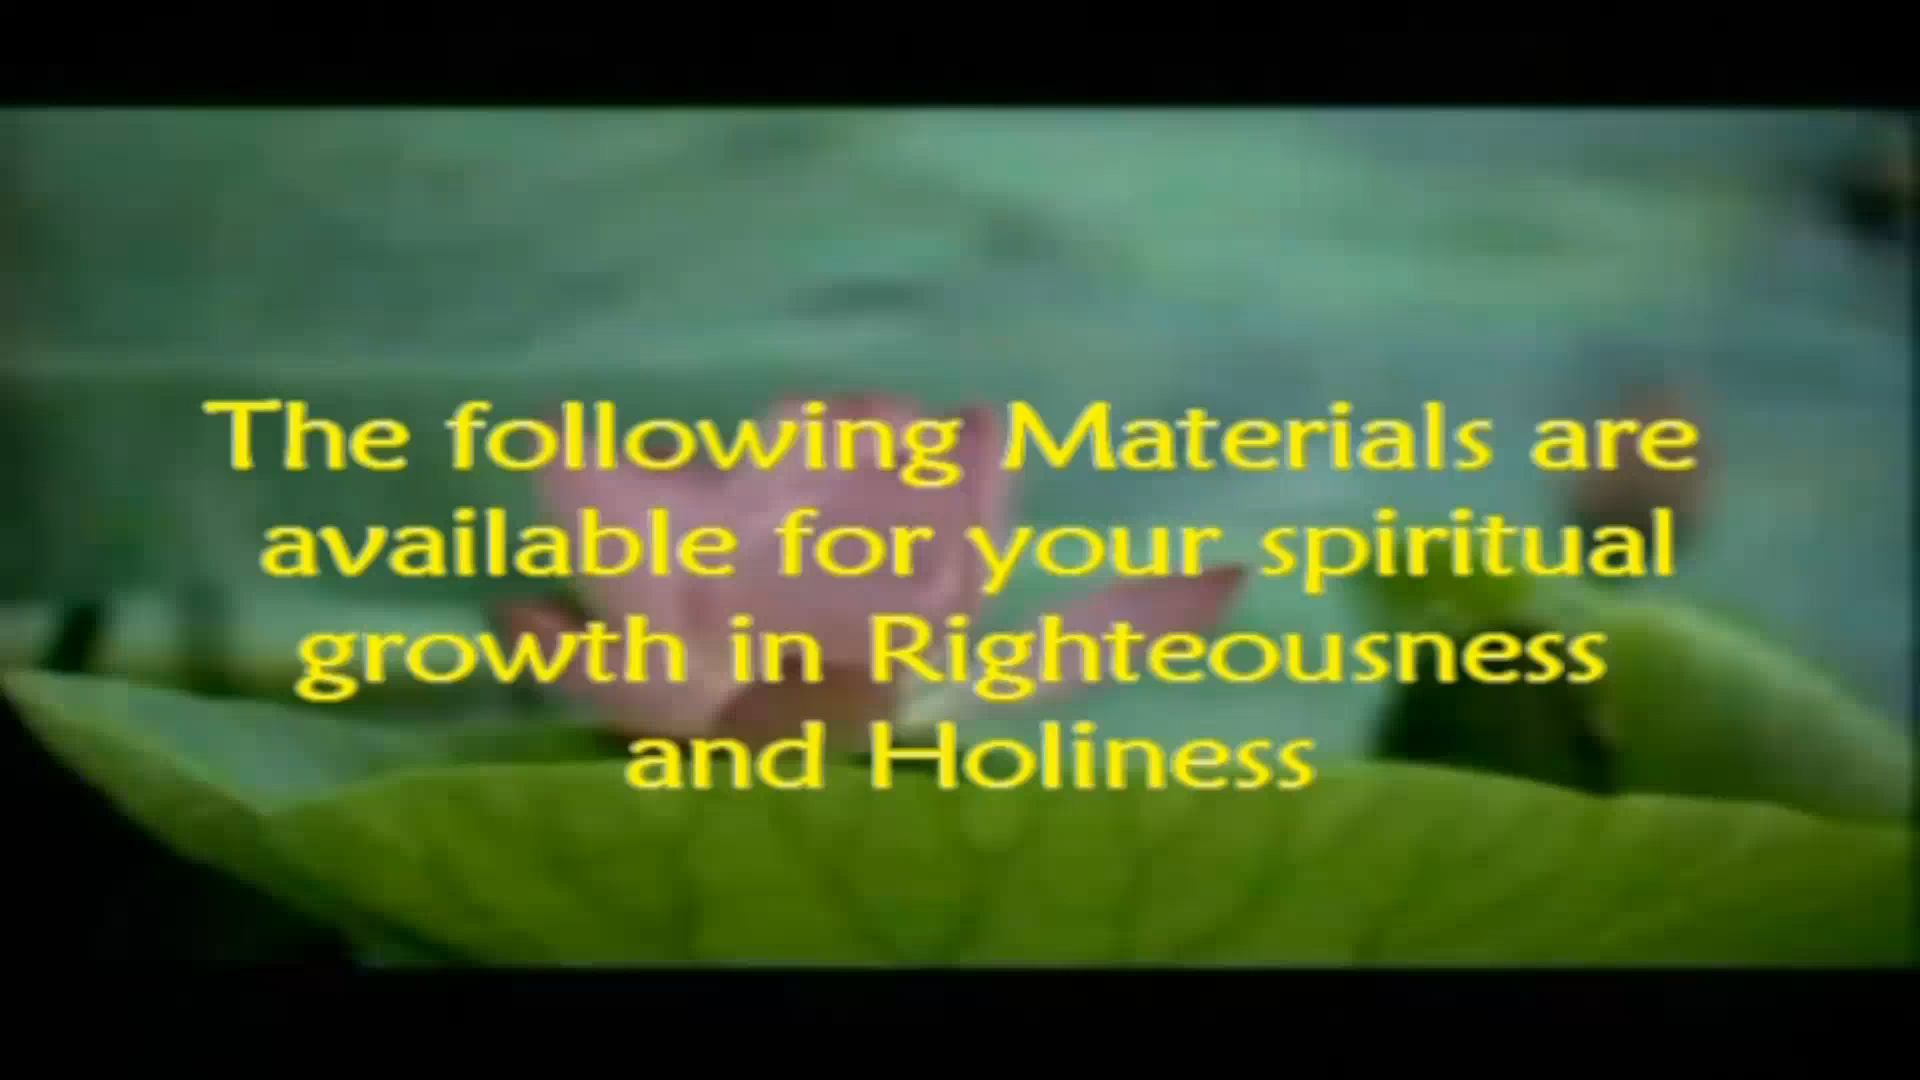 The following Materials are
available for your spiritual
growth in Righteousness
and Holiness